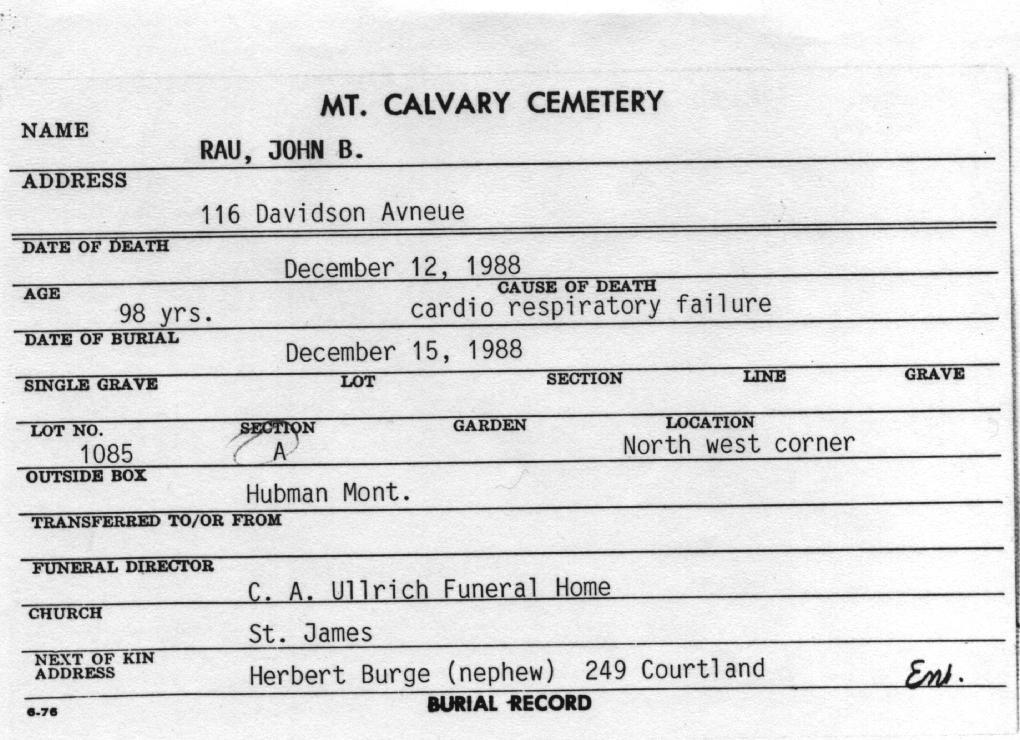 MT. CALVARY CEMETERY
NAME
RAU, JOHN B.
ADDRESS
116 Davidson Avneue
DATE OF DEATH
December 12, 1988
AGE CAUSE OF DEATH
98 yrs. cardio respiratory failure
DATE OF BURIAL
December 15, 1988
SINGLE GRAVE LOT SECTION LINE GRAVE
LOT NO. SECTION GARDEN LOCATION
1085 A North west corner
OUTSIDE BOX
Hubman Mont.
TRANSFERRED TO/OR FROM
FUNERAL DIRECTOR
C. A. Ullrich Funeral Home
CHURCH
St. James
NEXT OF KIN
ADDRESS Herbert Burge (nephew) 249 Courtland Ent.
6-76 BURIAL RECORD